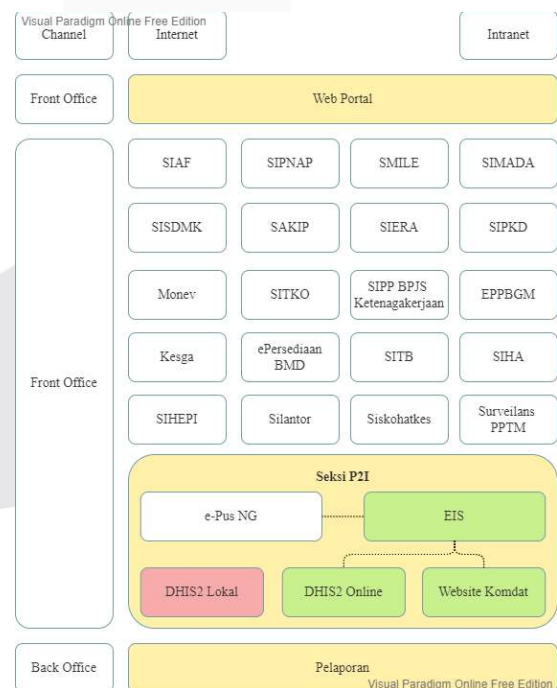 Visual Paradigm Online Free Edition
Channel
Internet
Intranet
Front Office
Web Portal
Front Office
SIAF
SIPNAP
SMILE
SIMADA
SISDMK
SAKIP
SIERA
SIPKD
Monev
SITKO
SIPP BPJS
Ketenagakerjaan
EPPBGM
Kesga
ePersediaan
BMD
SITB
SIHA
SIHEPI
Silantor
Siskohatkes
Surveilans
PPTM
Seksi P2I
e-Pus NG
EIS
DHIS2 Lokal
DHIS2 Online
Website Komdat
Back Office
Pelaporan
Visual Paradigm Online Free Edition